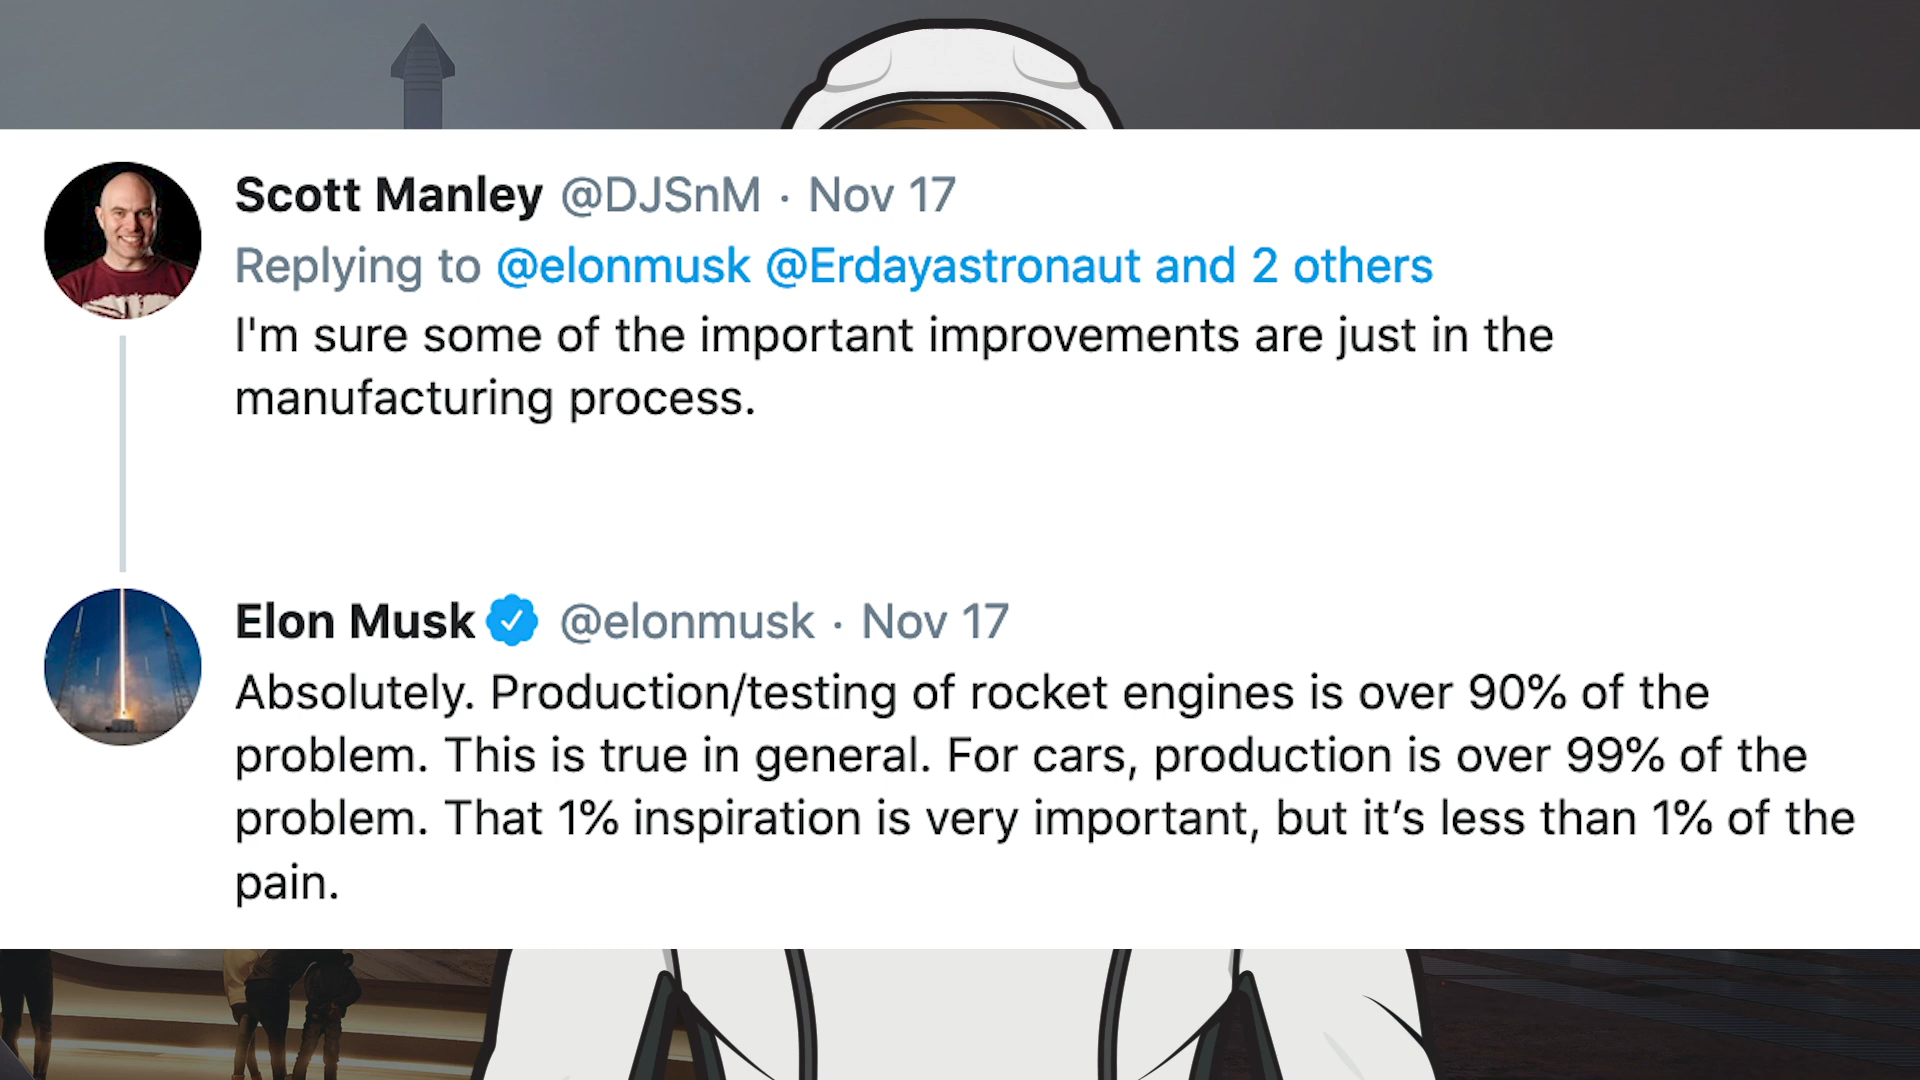 Scott Manley @DJSnM · Nov 17
Replying to @elonmusk @Erdayastronaut and 2 others
I'm sure some of the important improvements are just in the
manufacturing process.
Elon Musk @elonmusk · Nov 17
Absolutely. Production/testing of rocket engines is over 90% of the
problem. This is true in general. For cars, production is over 99% of the
problem. That 1% inspiration is very important, but it’s less than 1% of the
pain.